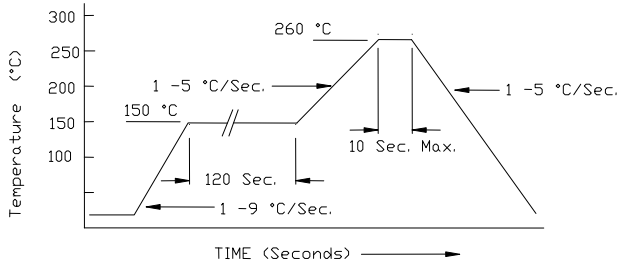 300
250
200
150
100
Temperature (°C)
260 °C
1 -5 °C/Sec.
1 -5 °C/Sec.
150 °C
10 Sec. Max.
120 Sec.
1 -9 °C/Sec.
TIME (Seconds)